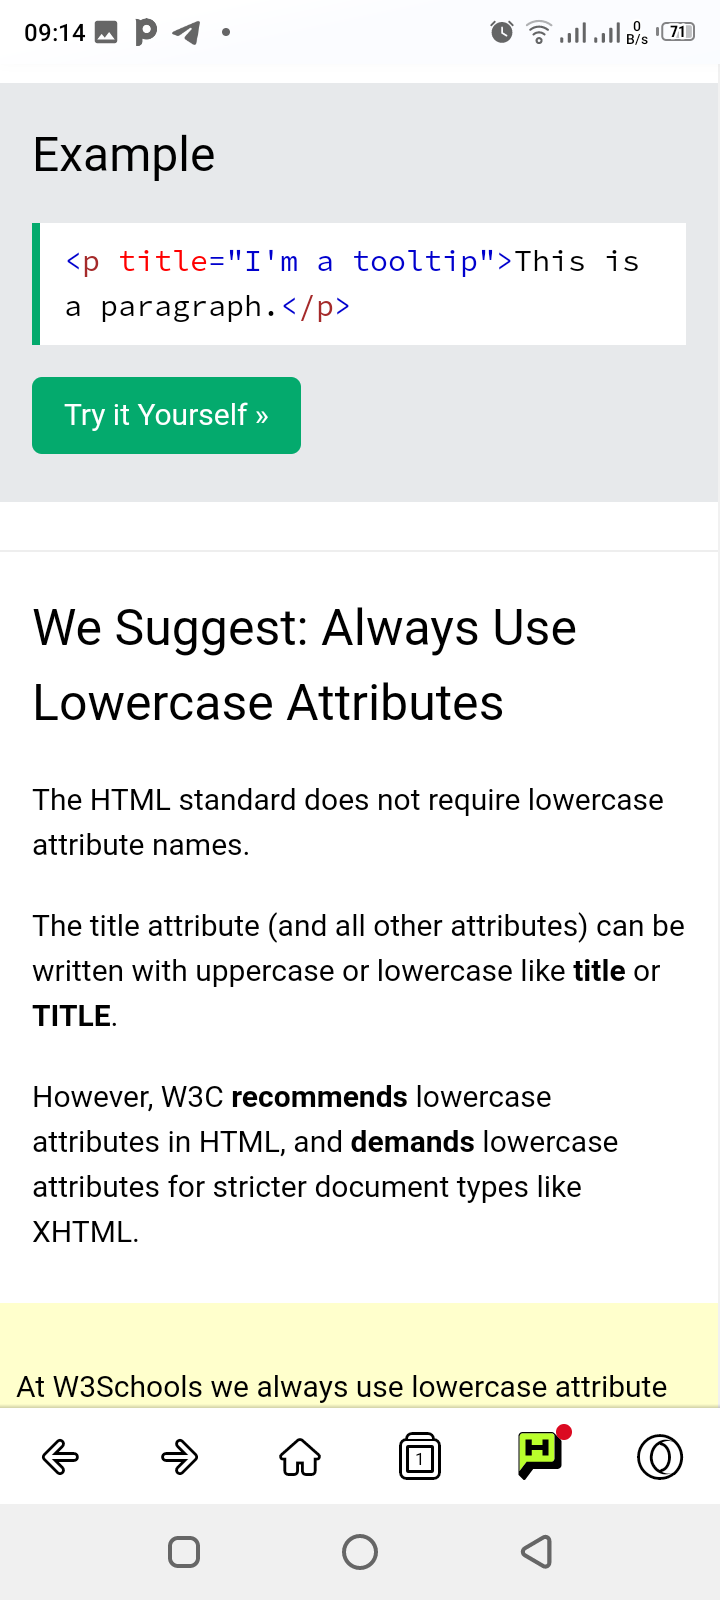 09:14
0
B/s
71
Example
<p title="I'm a tooltip">This is
a paragraph.</p>
Try it Yourself »
We Suggest: Always Use
Lowercase Attributes
The HTML standard does not require lowercase
attribute names.
The title attribute (and all other attributes) can be
written with uppercase or lowercase like title or
TITLE.
However, W3C recommends lowercase
attributes in HTML, and demands lowercase
attributes for stricter document types like
XHTML.
At W3Schools we always use lowercase attribute
1
H